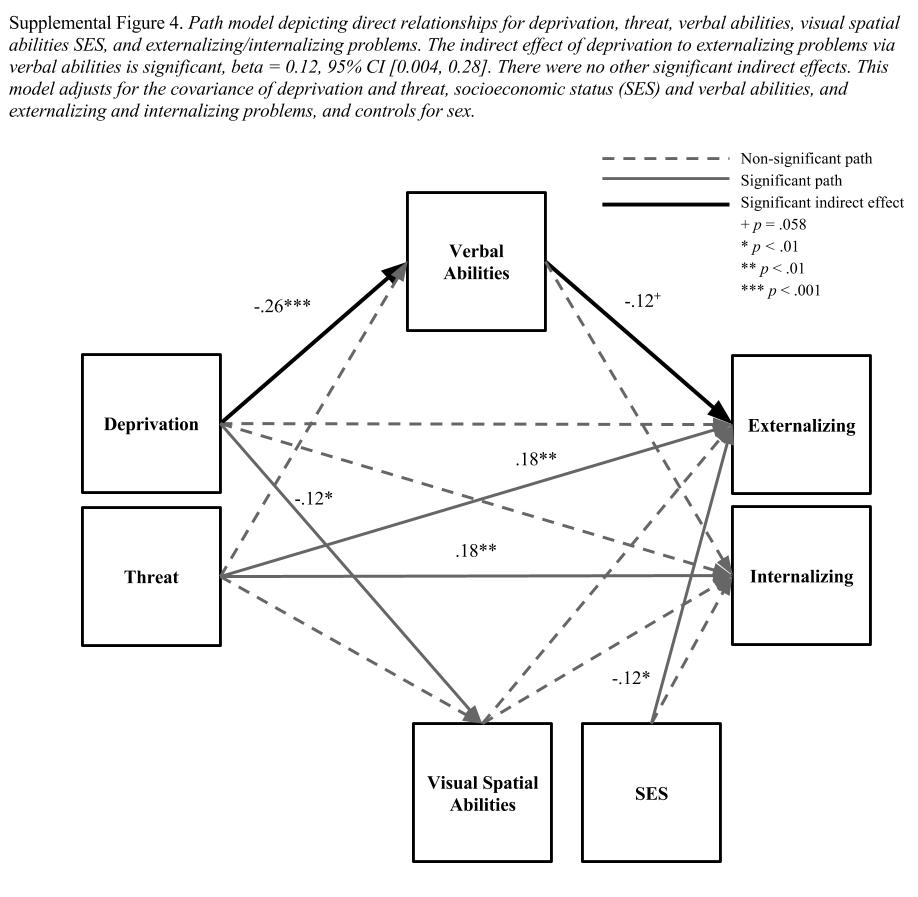 Supplemental Figure 4. Path model depicting direct relationships for deprivation, threat, verbal abilities, visual spatial
abilities SES, and externalizing/internalizing problems. The indirect effect of deprivation to externalizing problems via
verbal abilities is significant, beta = 0.12, 95% CI [0.004, 0.28]. There were no other significant indirect effects. This
model adjusts for the covariance of deprivation and threat, socioeconomic status (SES) and verbal abilities, and
externalizing and internalizing problems, and controls for sex.
Non-significant path
Significant path
Significant indirect effect
+ p = .058
* p < .01
** p < .01
*** p < .001
Verbal
Abilities
-.26***
-.12+
Deprivation
Externalizing
.18**
-.12*
.18**
Threat
Internalizing
-.12*
Visual Spatial
Abilities
SES